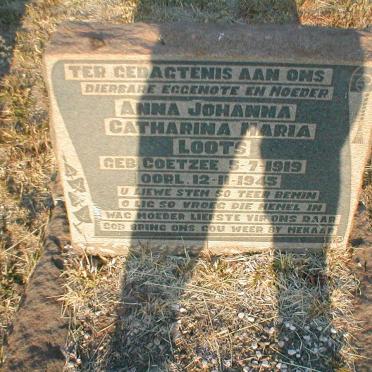 TER GEDAGTENIS AAN ONS
DIERBARE EGGENOTE EN MOEDER
ANNA JOHANNA
CATHARINA MARIA
LOOTS
GEB. COETZEE 5-7-1919
OORL. 12-11-1945
U LIEWE STEM SO TEER BEMIN
O LIG SO VROEG DIE HEMEL IN
WAG MOEDER LIEFSTE VIR ONS DAAR
GOD BRING ONS WEER BY MEKAAR